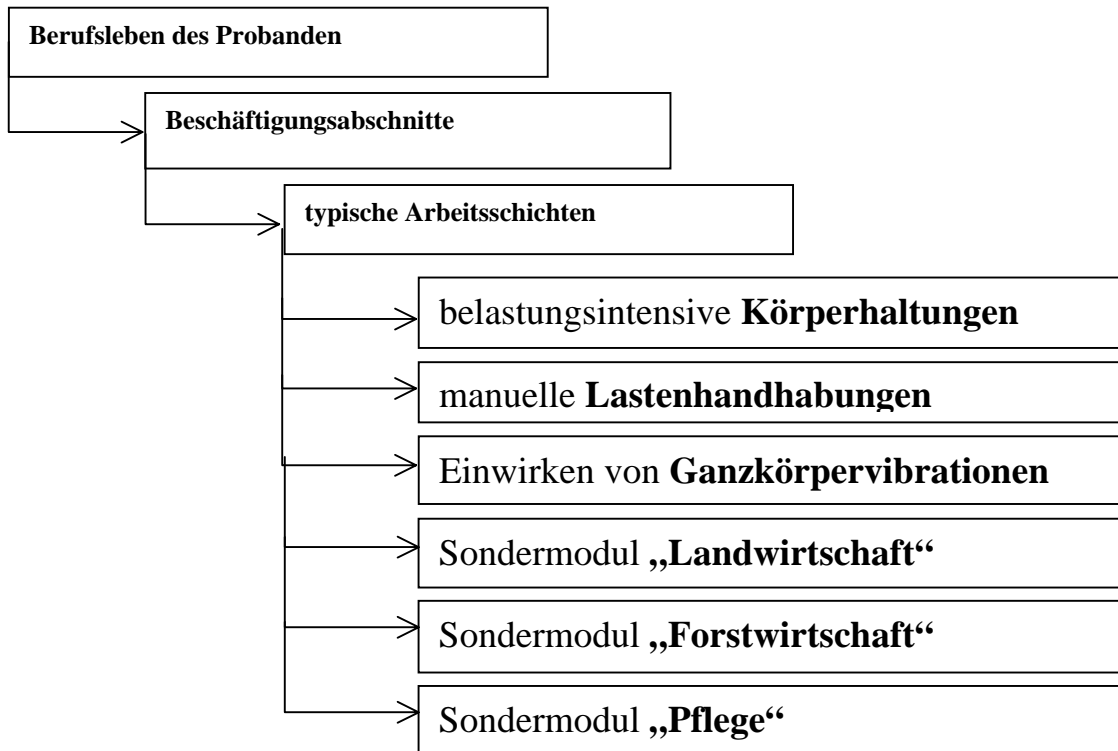 Berufsleben des Probanden
Beschäftigungsabschnitte
typische Arbeitsschichten
belastungsintensive Körperhaltungen
manuelle Lastenhandhabungen
Einwirken von Ganzkörpervibrationen
Sondermodul „Landwirtschaft“
Sondermodul „Forstwirtschaft“
Sondermodul „Pflege“